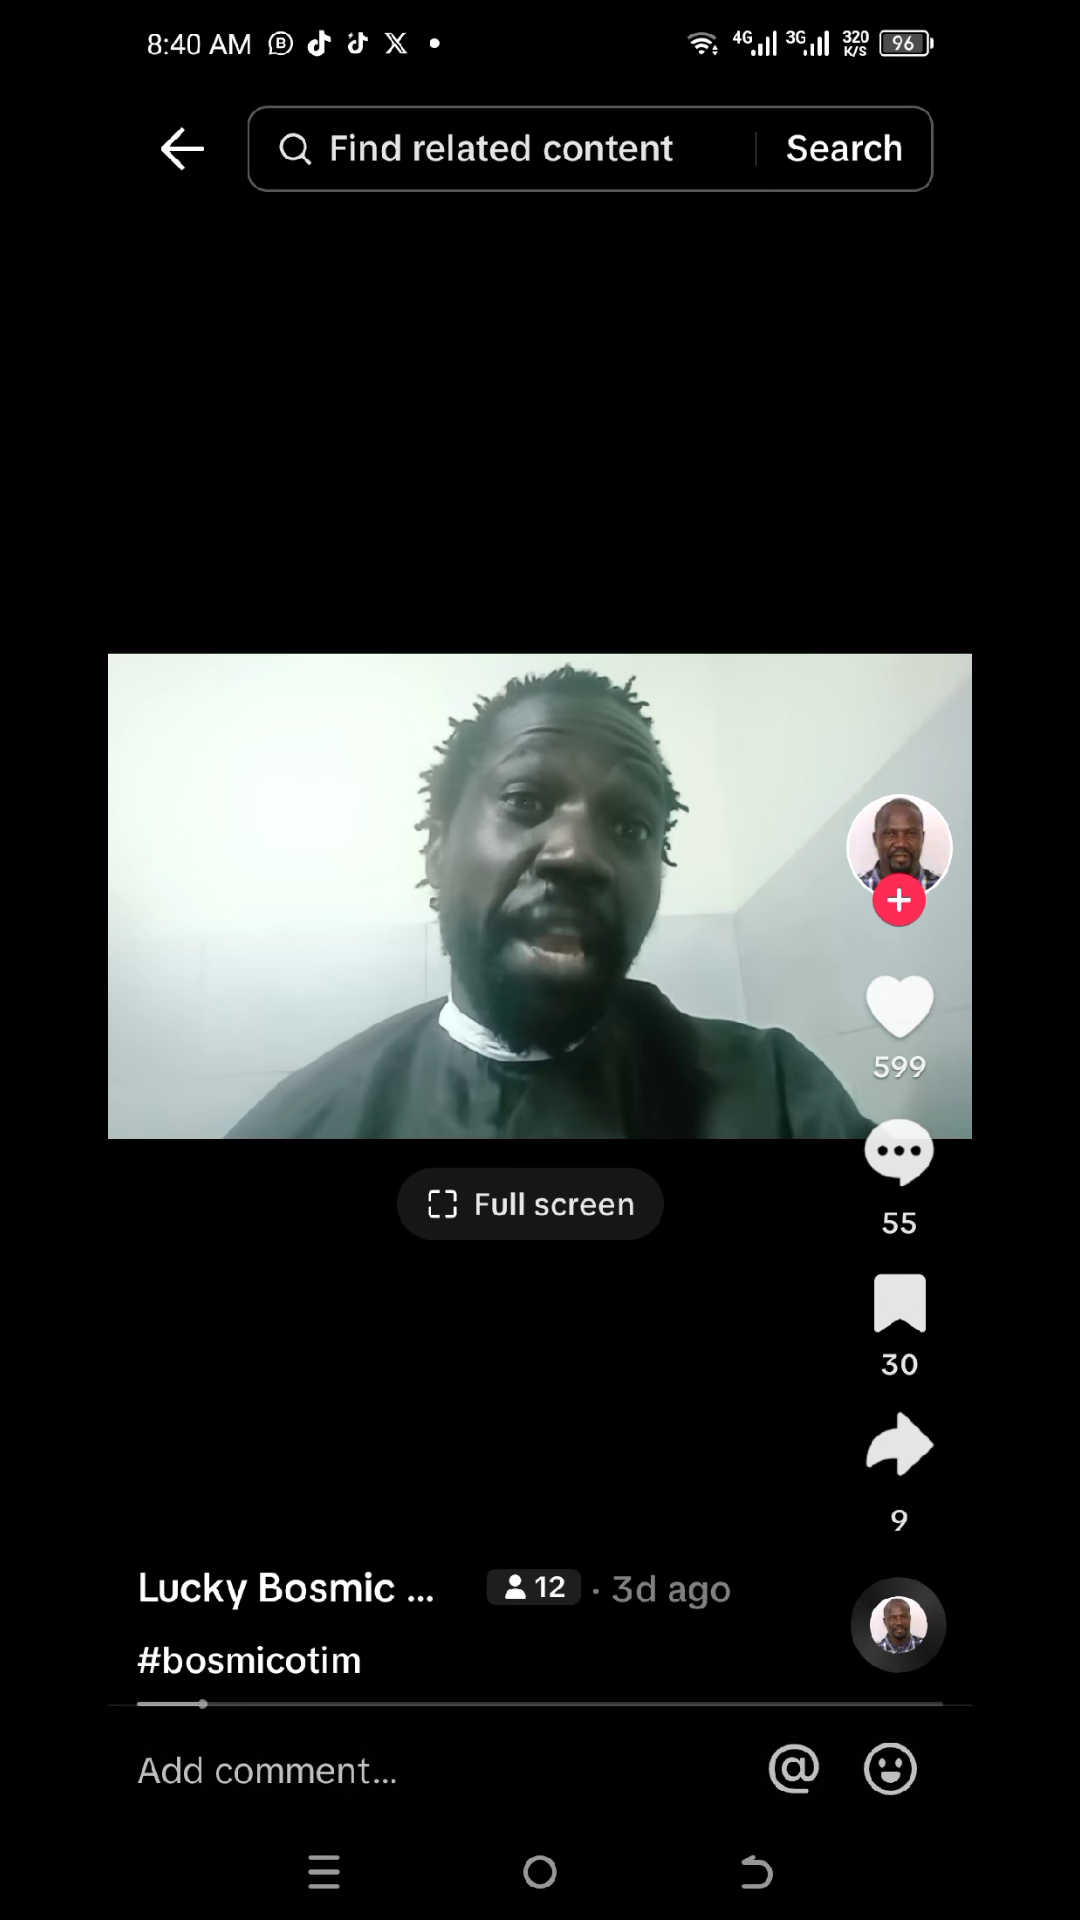 8:40 AM
4G 3G 320 K/S 96
Find related content Search
599
Full screen
55
30
9
Lucky Bosmic ... 12 · 3d ago
#bosmicotim
Add comment...